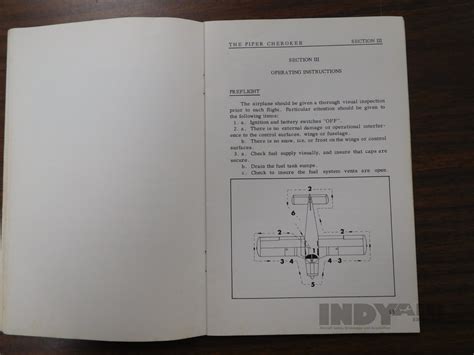 THE PIPER CHEROKEE SECTION III
SECTION III
OPERATING INSTRUCTIONS
PREFLIGHT
The airplane should be given a thorough visual inspection
prior to each flight. Particular attention should be given to
the following items:
1. a. Ignition and battery switches "OFF".
2. a. There is no external damage or operational interfer-
ence to the control surfaces, wings or fuselage.
b. There is no snow, ice, or frost on the wings or control
surfaces.
3. a. Check fuel supply visually, and insure that caps are
secure.
b. Drain the fuel tank sumps.
c. Check to insure the fuel system vents are open.
2
6
2 2
3 4 4 3
5
INDY